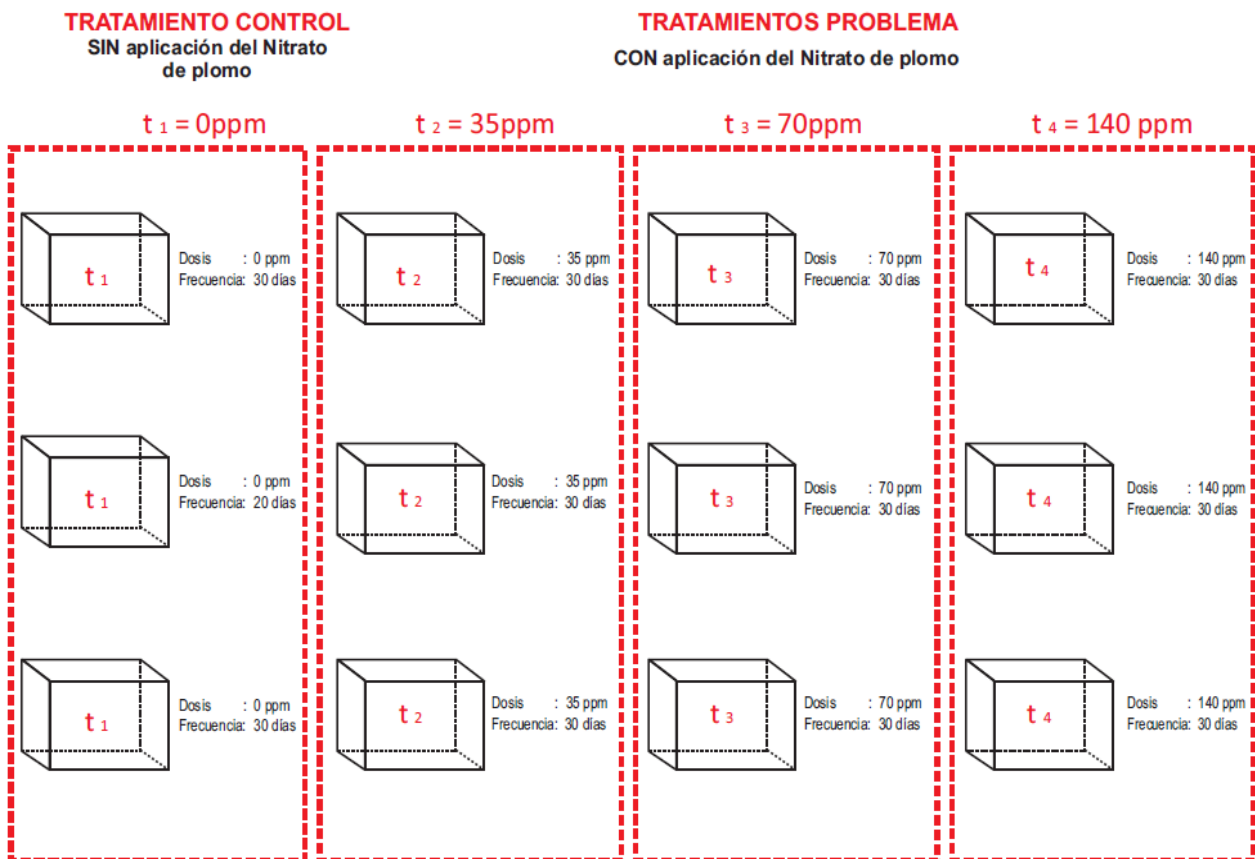 TRATAMIENTO CONTROL
SIN aplicación del Nitrato
de plomo
TRATAMIENTOS PROBLEMA
CON aplicación del Nitrato de plomo
t 1 = 0ppm
t 2 = 35ppm
t 3 = 70ppm
t 4 = 140 ppm
t 1
Dosis : 0 ppm
Frecuencia: 30 días
t 2
Dosis : 35 ppm
Frecuencia: 30 días
t 3
Dosis : 70 ppm
Frecuencia: 30 días
t 4
Dosis : 140 ppm
Frecuencia: 30 días
t 1
Dosis : 0 ppm
Frecuencia: 20 días
t 2
Dosis : 35 ppm
Frecuencia: 30 días
t 3
Dosis : 70 ppm
Frecuencia: 30 días
t 4
Dosis : 140 ppm
Frecuencia: 30 días
t 1
Dosis : 0 ppm
Frecuencia: 30 días
t 2
Dosis : 35 ppm
Frecuencia: 30 días
t 3
Dosis : 70 ppm
Frecuencia: 30 días
t 4
Dosis : 140 ppm
Frecuencia: 30 días